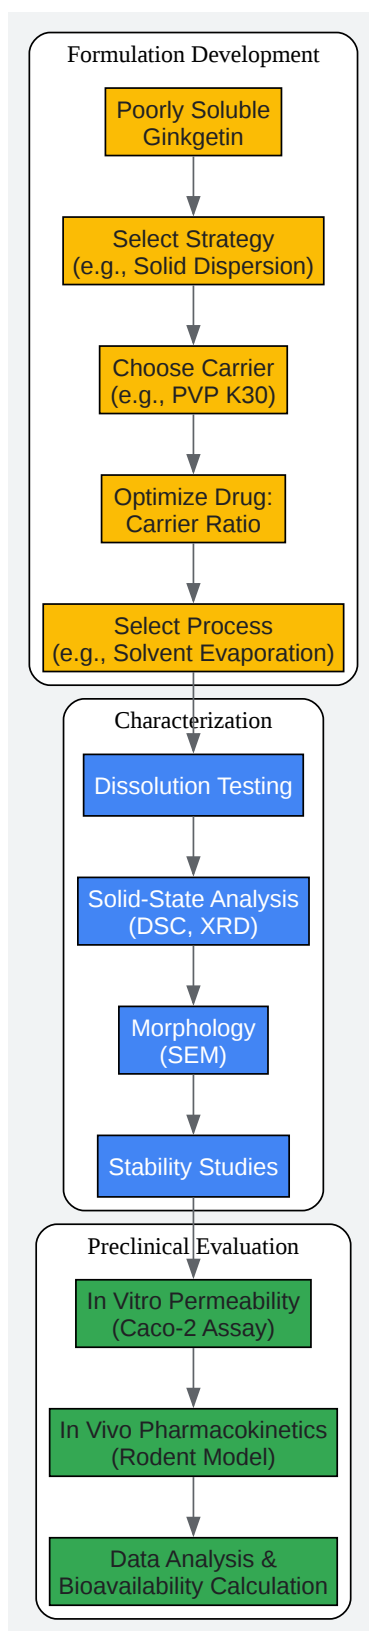 Formulation Development
Poorly Soluble
Ginkgetin
Select Strategy
(e.g., Solid Dispersion)
Choose Carrier
(e.g., PVP K30)
Optimize Drug:
Carrier Ratio
Select Process
(e.g., Solvent Evaporation)
Characterization
Dissolution Testing
Solid-State Analysis
(DSC, XRD)
Morphology
(SEM)
Stability Studies
Preclinical Evaluation
In Vitro Permeability
(Caco-2 Assay)
In Vivo Pharmacokinetics
(Rodent Model)
Data Analysis &
Bioavailability Calculation